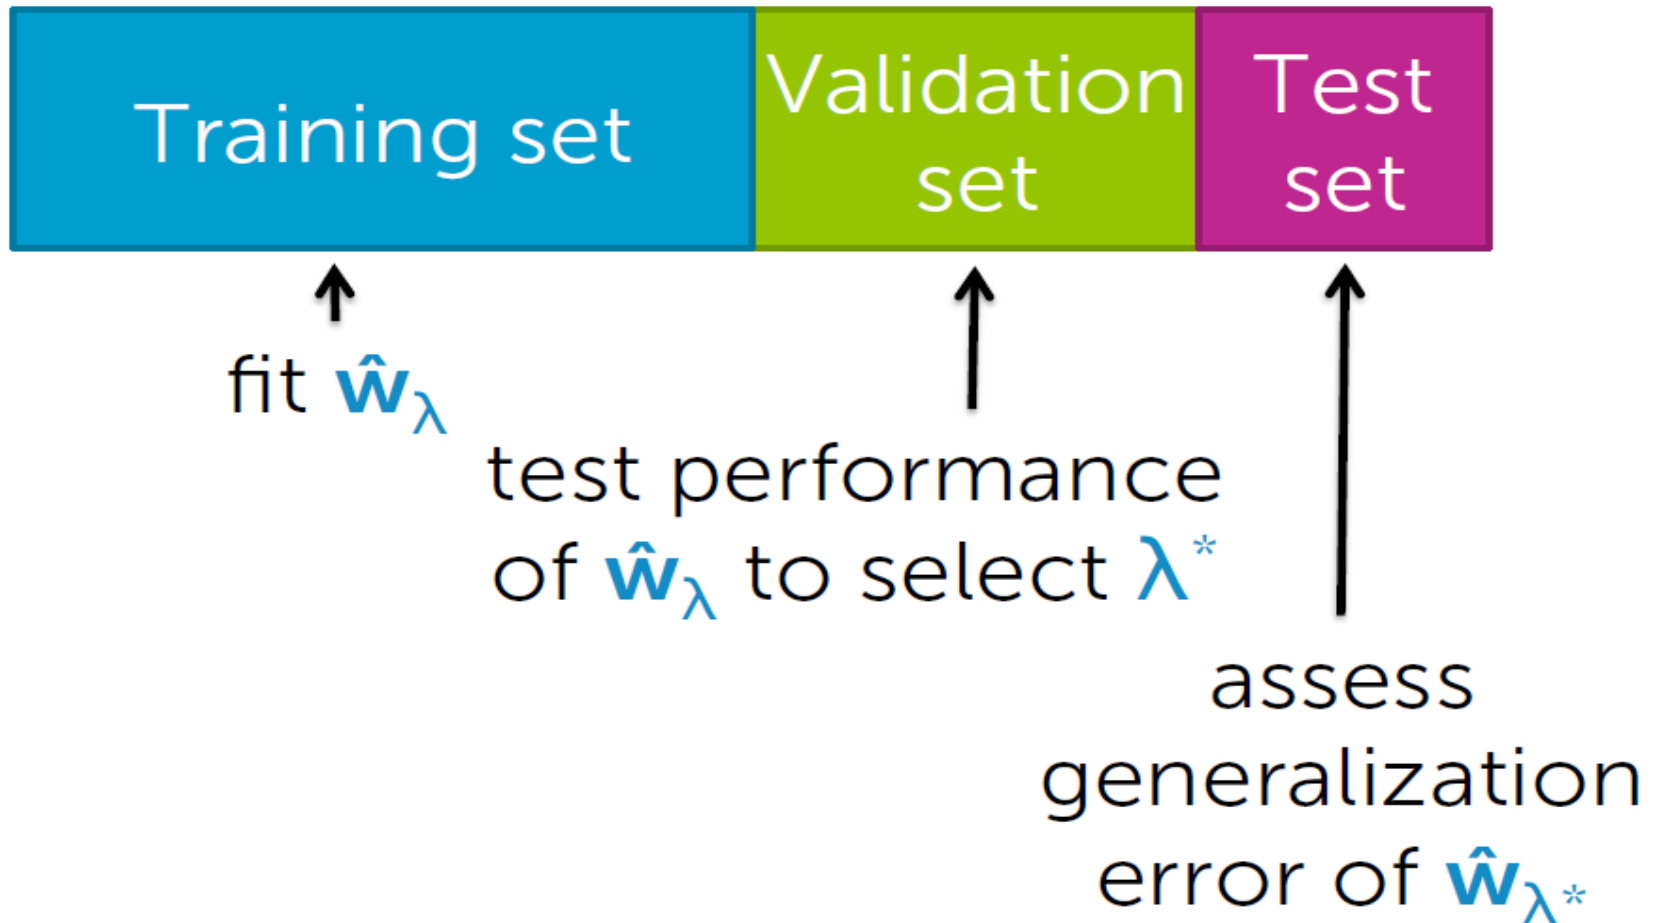 Training set
Validation
set
Test
set
fit ŵλ
test performance
of ŵλ to select λ*
assess
generalization
error of ŵλ*